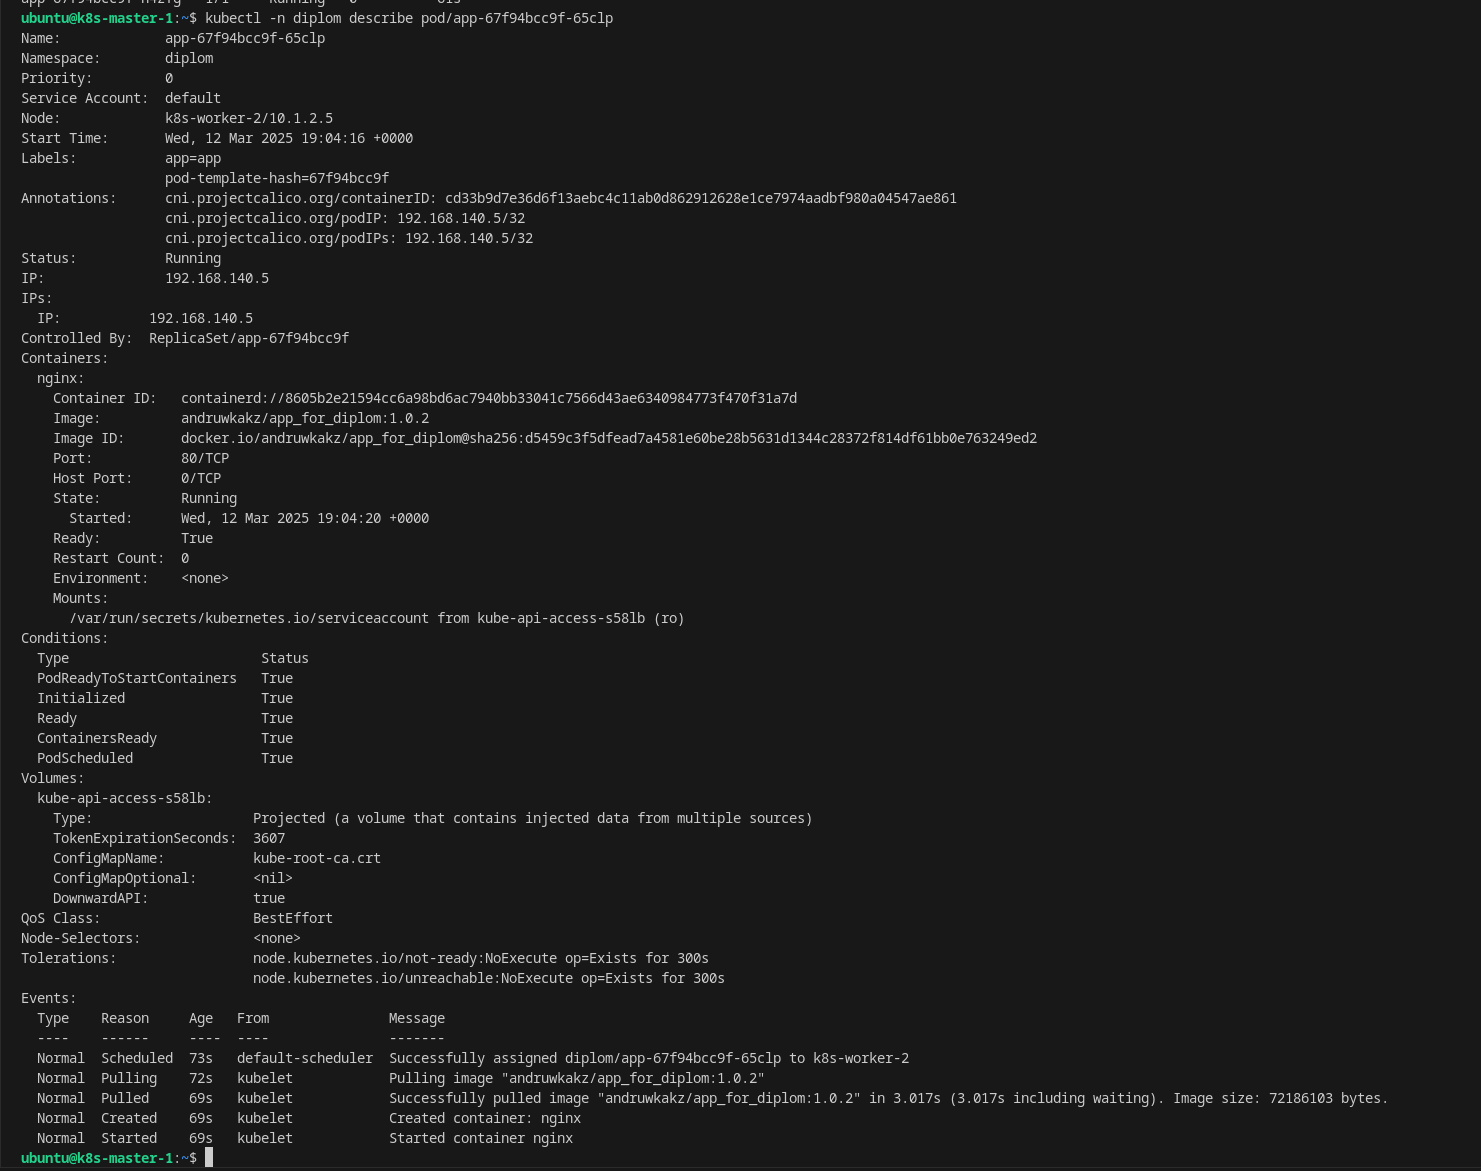 ubuntu@k8s-master-1:~$ kubectl -n diplom describe pod/app-67f94bcc9f-65clp
Name:             app-67f94bcc9f-65clp
Namespace:        diplom
Priority:         0
Service Account:  default
Node:             k8s-worker-2/10.1.2.5
Start Time:       Wed, 12 Mar 2025 19:04:16 +0000
Labels:           app=app
                  pod-template-hash=67f94bcc9f
Annotations:      cni.projectcalico.org/containerID: cd33b9d7e36d6f13aebc4c11ab0d862912628e1ce7974aadbf980a04547ae861
                  cni.projectcalico.org/podIP: 192.168.140.5/32
                  cni.projectcalico.org/podIPs: 192.168.140.5/32
Status:           Running
IP:               192.168.140.5
IPs:
  IP:           192.168.140.5
Controlled By:  ReplicaSet/app-67f94bcc9f
Containers:
  nginx:
    Container ID:   containerd://8605b2e21594cc6a98bd6ac7940bb33041c7566d43ae6340984773f470f31a7d
    Image:          andruwkakz/app_for_diplom:1.0.2
    Image ID:       docker.io/andruwkakz/app_for_diplom@sha256:d5459c3f5dfead7a4581e60be28b5631d1344c28372f814df61bb0e763249ed2
    Port:           80/TCP
    Host Port:      0/TCP
    State:          Running
      Started:      Wed, 12 Mar 2025 19:04:20 +0000
    Ready:          True
    Restart Count:  0
    Environment:    <none>
    Mounts:
      /var/run/secrets/kubernetes.io/serviceaccount from kube-api-access-s58lb (ro)
Conditions:
  Type                        Status
  PodReadyToStartContainers   True
  Initialized                 True
  Ready                       True
  ContainersReady             True
  PodScheduled                True
Volumes:
  kube-api-access-s58lb:
    Type:                    Projected (a volume that contains injected data from multiple sources)
    TokenExpirationSeconds:  3607
    ConfigMapName:           kube-root-ca.crt
    ConfigMapOptional:       <nil>
    DownwardAPI:             true
QoS Class:                   BestEffort
Node-Selectors:              <none>
Tolerations:                 node.kubernetes.io/not-ready:NoExecute op=Exists for 300s
                             node.kubernetes.io/unreachable:NoExecute op=Exists for 300s
Events:
  Type    Reason     Age   From               Message
  ----    ------     ----  ----               -------
  Normal  Scheduled  73s   default-scheduler  Successfully assigned diplom/app-67f94bcc9f-65clp to k8s-worker-2
  Normal  Pulling    72s   kubelet            Pulling image "andruwkakz/app_for_diplom:1.0.2"
  Normal  Pulled     69s   kubelet            Successfully pulled image "andruwkakz/app_for_diplom:1.0.2" in 3.017s (3.017s including waiting). Image size: 72186103 bytes.
  Normal  Created    69s   kubelet            Created container: nginx
  Normal  Started    69s   kubelet            Started container nginx
ubuntu@k8s-master-1:~$